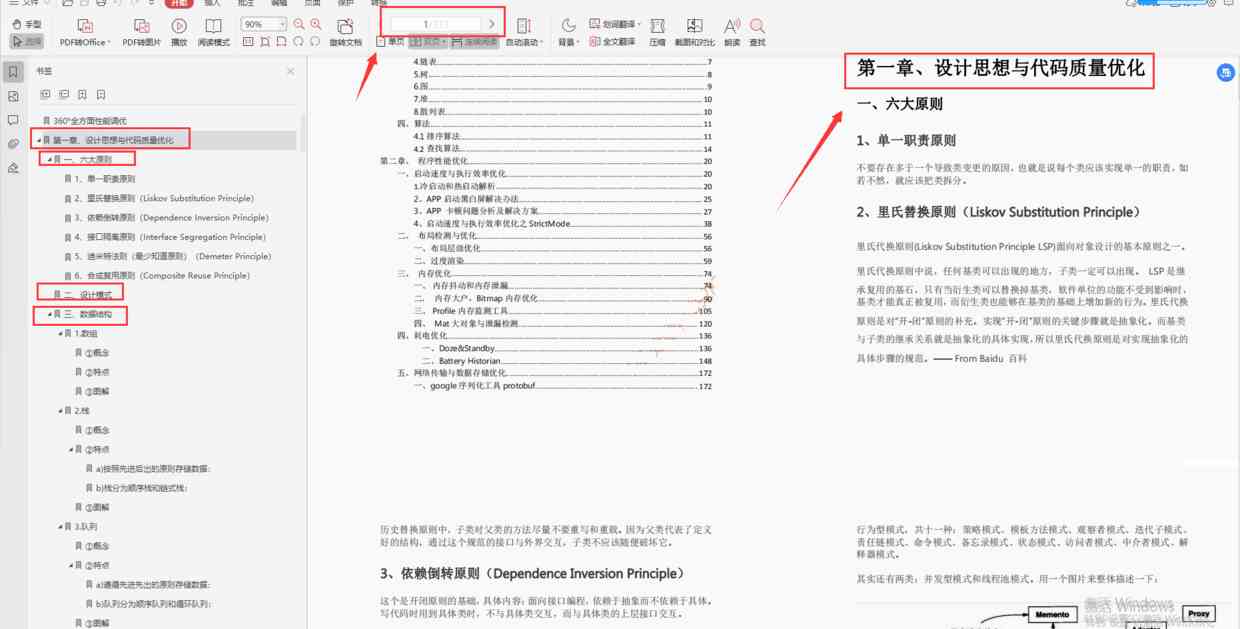 文件
开始
插入
批注
编辑
页面
保护
转换
手型
选择
PDF转Office
PDF转图片
播放
阅读模式
90%
旋转文档
1
单页
双页
连续阅读
自动滚动
背景
划词翻译
全文翻译
压缩
截图和对比
朗读
查找
书签
360°全方面性能调优
第一章、设计思想与代码质量优化
一、六大原则
1、单一职责原则
2、里氏替换原则（Liskov Substitution Principle）
3、依赖倒转原则（Dependence Inversion Principle）
4、接口隔离原则（Interface Segregation Principle）
5、迪米特法则（最少知道原则）（Demeter Principle）
6、合成复用原则（Composite Reuse Principle）
二、设计模式
三、数据结构
1.数组
①概念
②特点
③图解
2.栈
①概念
②特点
a)按照先进后出的原则存储数据;
b)栈分为顺序栈和链式栈;
③图解
3.队列
①概念
②特点
a)遵循先进先出的原则存储数据;
b)队列分为顺序队列和循环队列;
③图解
4.链表 7
5.树 8
6.图 9
7.堆 10
8.散列表 10
四、算法 11
4.1 排序算法 11
4.2 查找算法 14
第二章、 程序性能优化 20
一、启动速度与执行效率优化 20
1.冷启动和热启动解析 20
2、APP 启动黑白屏解决办法 25
3、APP 卡顿问题分析及解决方案 27
4、启动速度与执行效率优化之 StrictMode 38
二、 布局检测与优化 56
一、布局层级优化 56
二、过度渲染 59
三、 内存优化 74
一、 内存抖动和内存泄漏 74
二、 内存大户，Bitmap 内存优化 90
三、 Profile 内存监测工具 105
四、 Mat 大对象与泄漏检测 120
四、耗电优化 136
一、Doze&Standby 136
二、Battery Historian 148
五、网络传输与数据存储优化 172
一、google 序列化工具 protobuf 172
第一章、设计思想与代码质量优化
一、六大原则
1、单一职责原则
不要存在多于一个导致类变更的原因，也就是说每个类应该实现单一的职责，如
若不然，就应该把类拆分。
2、里氏替换原则（Liskov Substitution Principle）
里氏代换原则(Liskov Substitution Principle LSP)面向对象设计的基本原则之一。
里氏代换原则中说，任何基类可以出现的地方，子类一定可以出现。 LSP 是继
承复用的基石，只有当衍生类可以替换掉基类，软件单位的功能不受到影响时，
基类才能真正被复用，而衍生类也能够在基类的基础上增加新的行为。里氏代换
原则是对“开-闭”原则的补充。实现“开-闭”原则的关键步骤就是抽象化。而基类
与子类的继承关系就是抽象化的具体实现，所以里氏代换原则是对实现抽象化的
具体步骤的规范。—— From Baidu 百科
历史替换原则中，子类对父类的方法尽量不要重写和重载。因为父类代表了定义
好的结构，通过这个规范的接口与外界交互，子类不应该随便破坏它。
3、依赖倒转原则（Dependence Inversion Principle）
这个是开闭原则的基础，具体内容：面向接口编程，依赖于抽象而不依赖于具体。
写代码时用到具体类时，不与具体类交互，而与具体类的上层接口交互。
行为型模式，共十一种：策略模式、模板方法模式、观察者模式、迭代子模式、
责任链模式、命令模式、备忘录模式、状态模式、访问者模式、中介者模式、解
释器模式。
其实还有两类：并发型模式和线程池模式。用一个图片来整体描述一下：
Memento
Proxy
激活 Windows